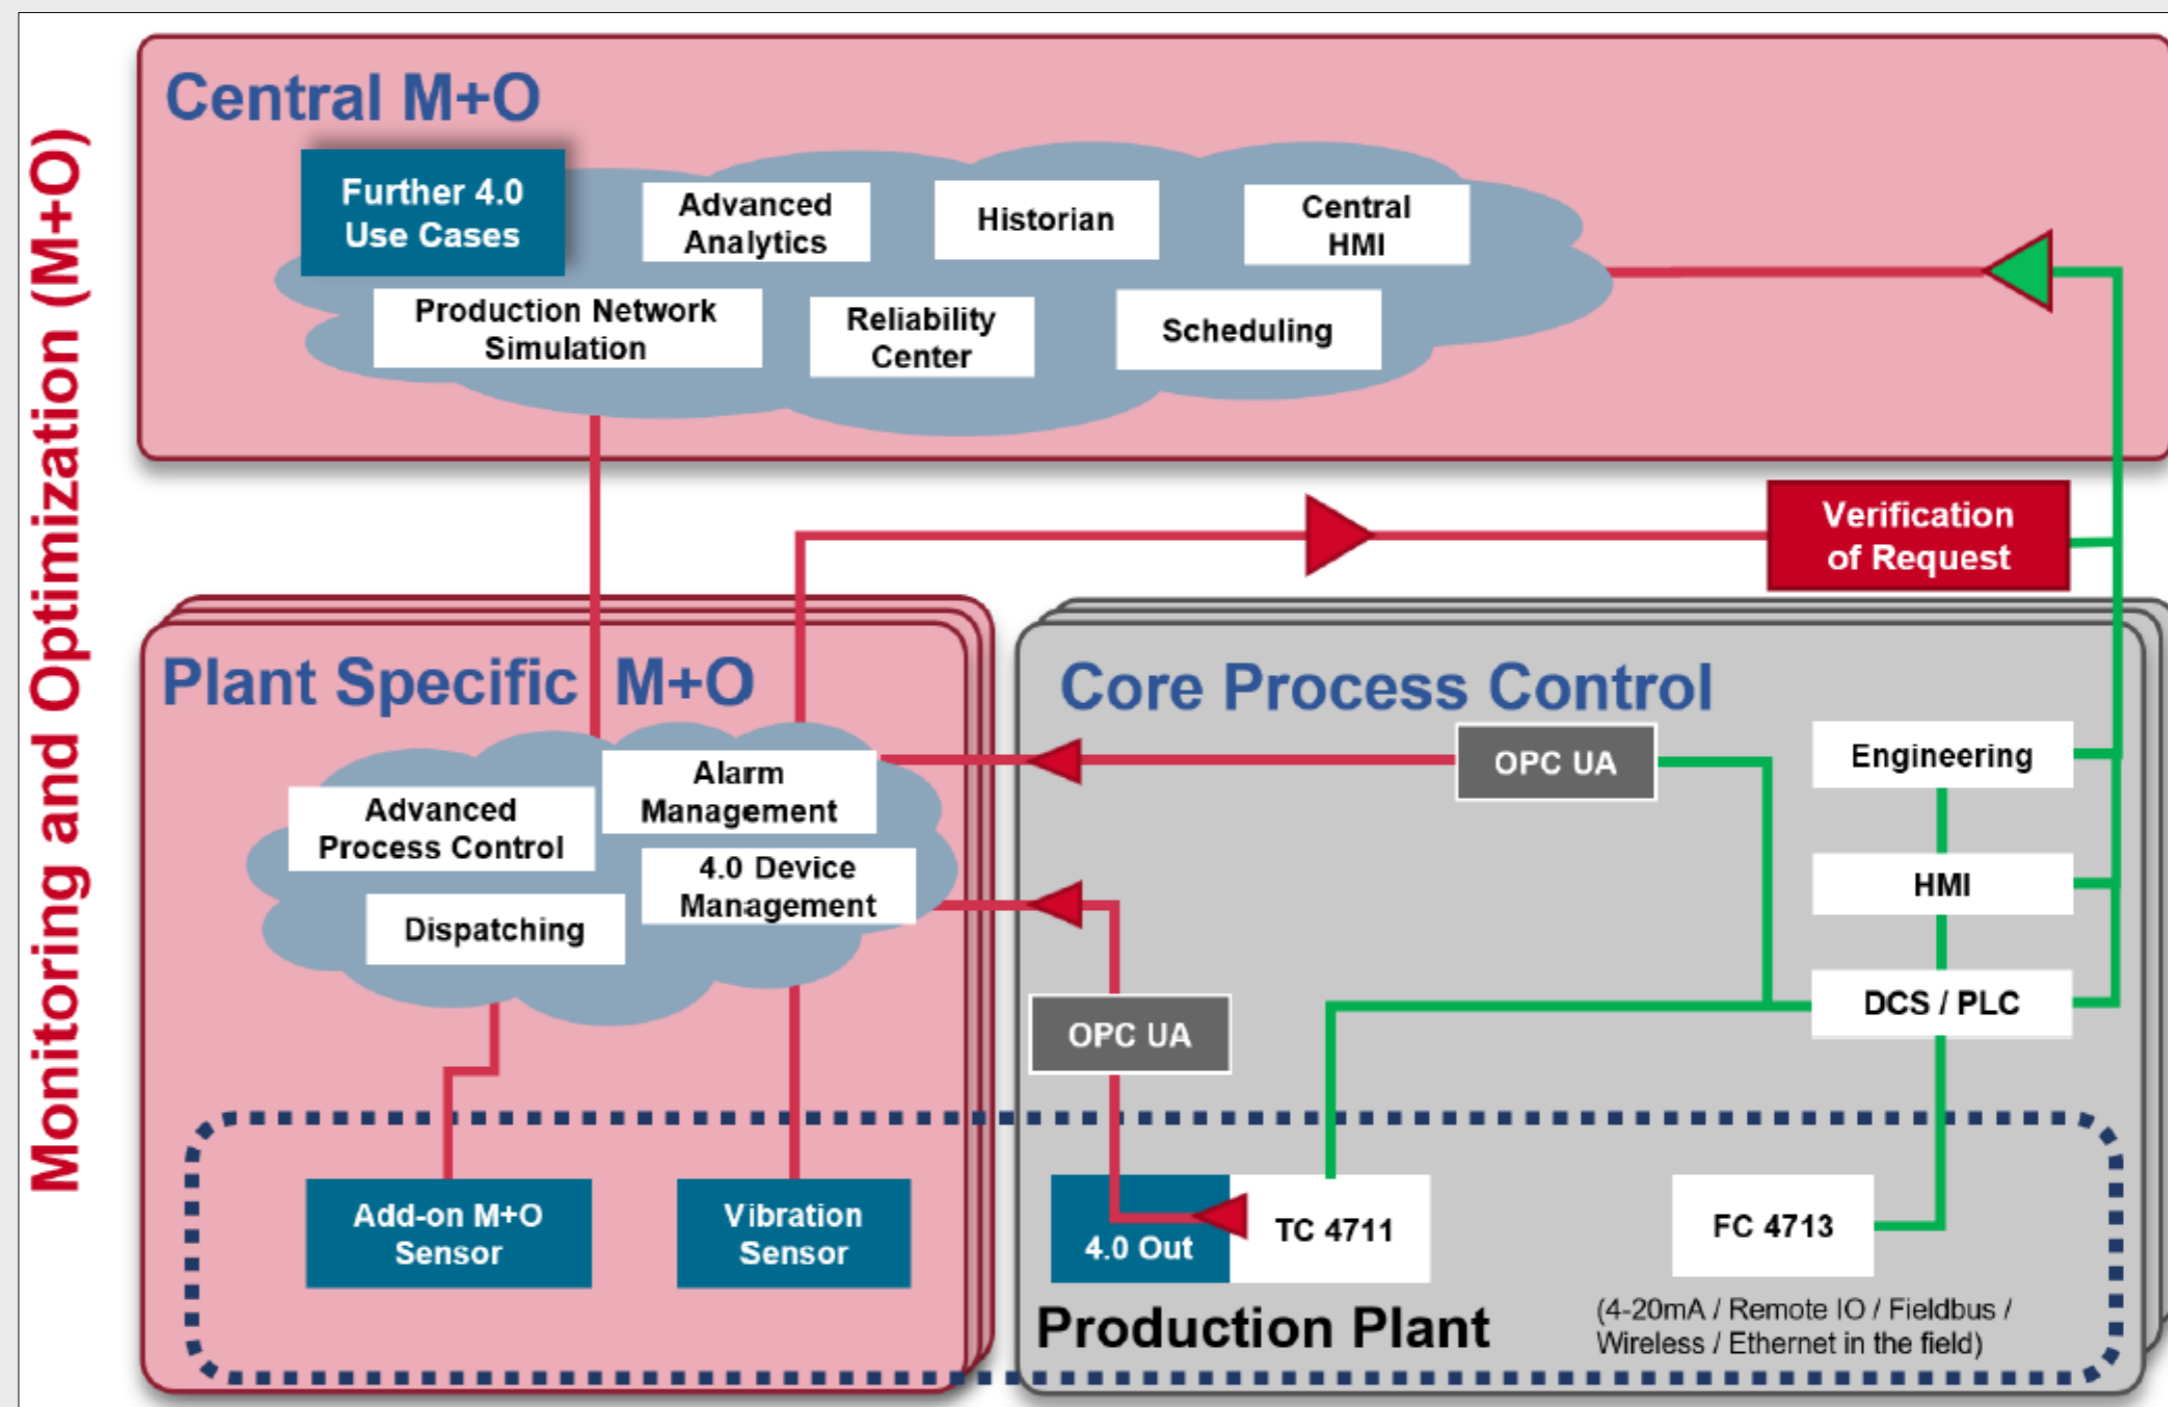 Monitoring and Optimization (M+O)
Central M+O
Further 4.0
Use Cases
Advanced
Analytics
Historian
Central
HMI
Production Network
Simulation
Reliability
Center
Scheduling
Verification
of Request
Plant Specific M+O
Alarm
Management
Advanced
Process Control
4.0 Device
Management
Dispatching
Core Process Control
OPC UA
Engineering
HMI
DCS / PLC
OPC UA
Add-on M+O
Sensor
Vibration
Sensor
4.0 Out
TC 4711
FC 4713
Production Plant
(4-20mA / Remote IO / Fieldbus /
Wireless / Ethernet in the field)